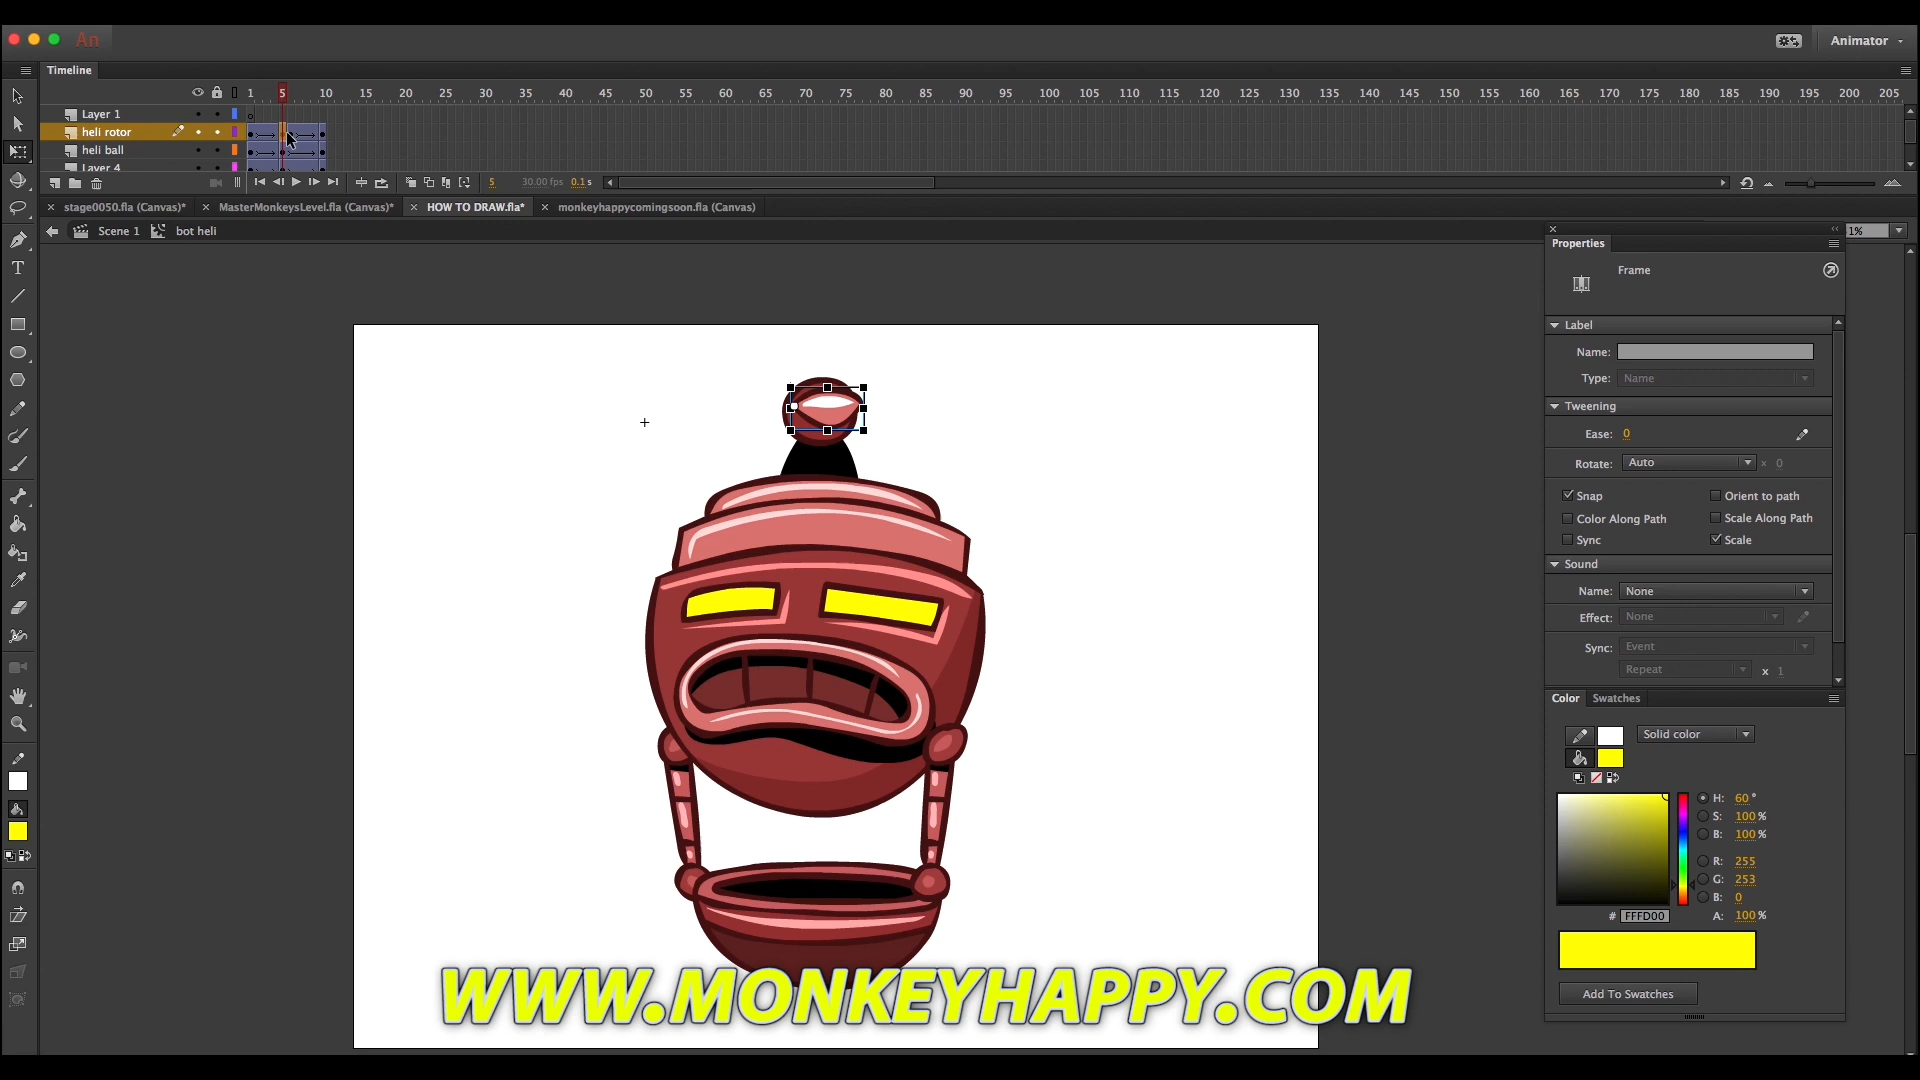 An
Animator
Timeline
1 5 10 15 20 25 30 35 40 45 50 55 60 65 70 75 80 85 90 95 100 105 110 115 120 125 130 135 140 145 150 155 160 165 170 175 180 185 190 195 200 205
Layer 1
heli rotor
heli ball
Layer 4
5 30.00 fps 0.1 s
stage0050.fla (Canvas)* MasterMonkeysLevel.fla (Canvas)* HOW TO DRAW.fla* monkeyhappycomingsoon.fla (Canvas)
Scene 1 bot heli
1%
Properties
Frame
Label
Name:
Type: Name
Tweening
Ease: 0
Rotate: Auto x 0
Snap Orient to path
Color Along Path Scale Along Path
Sync Scale
Sound
Name: None
Effect: None
Sync: Event
Repeat x 1
Color Swatches
Solid color
H: 60 °
S: 100 %
B: 100 %
R: 255
G: 253
B: 0
# FFFD00 A: 100 %
Add To Swatches
WWW.MONKEYHAPPY.COM